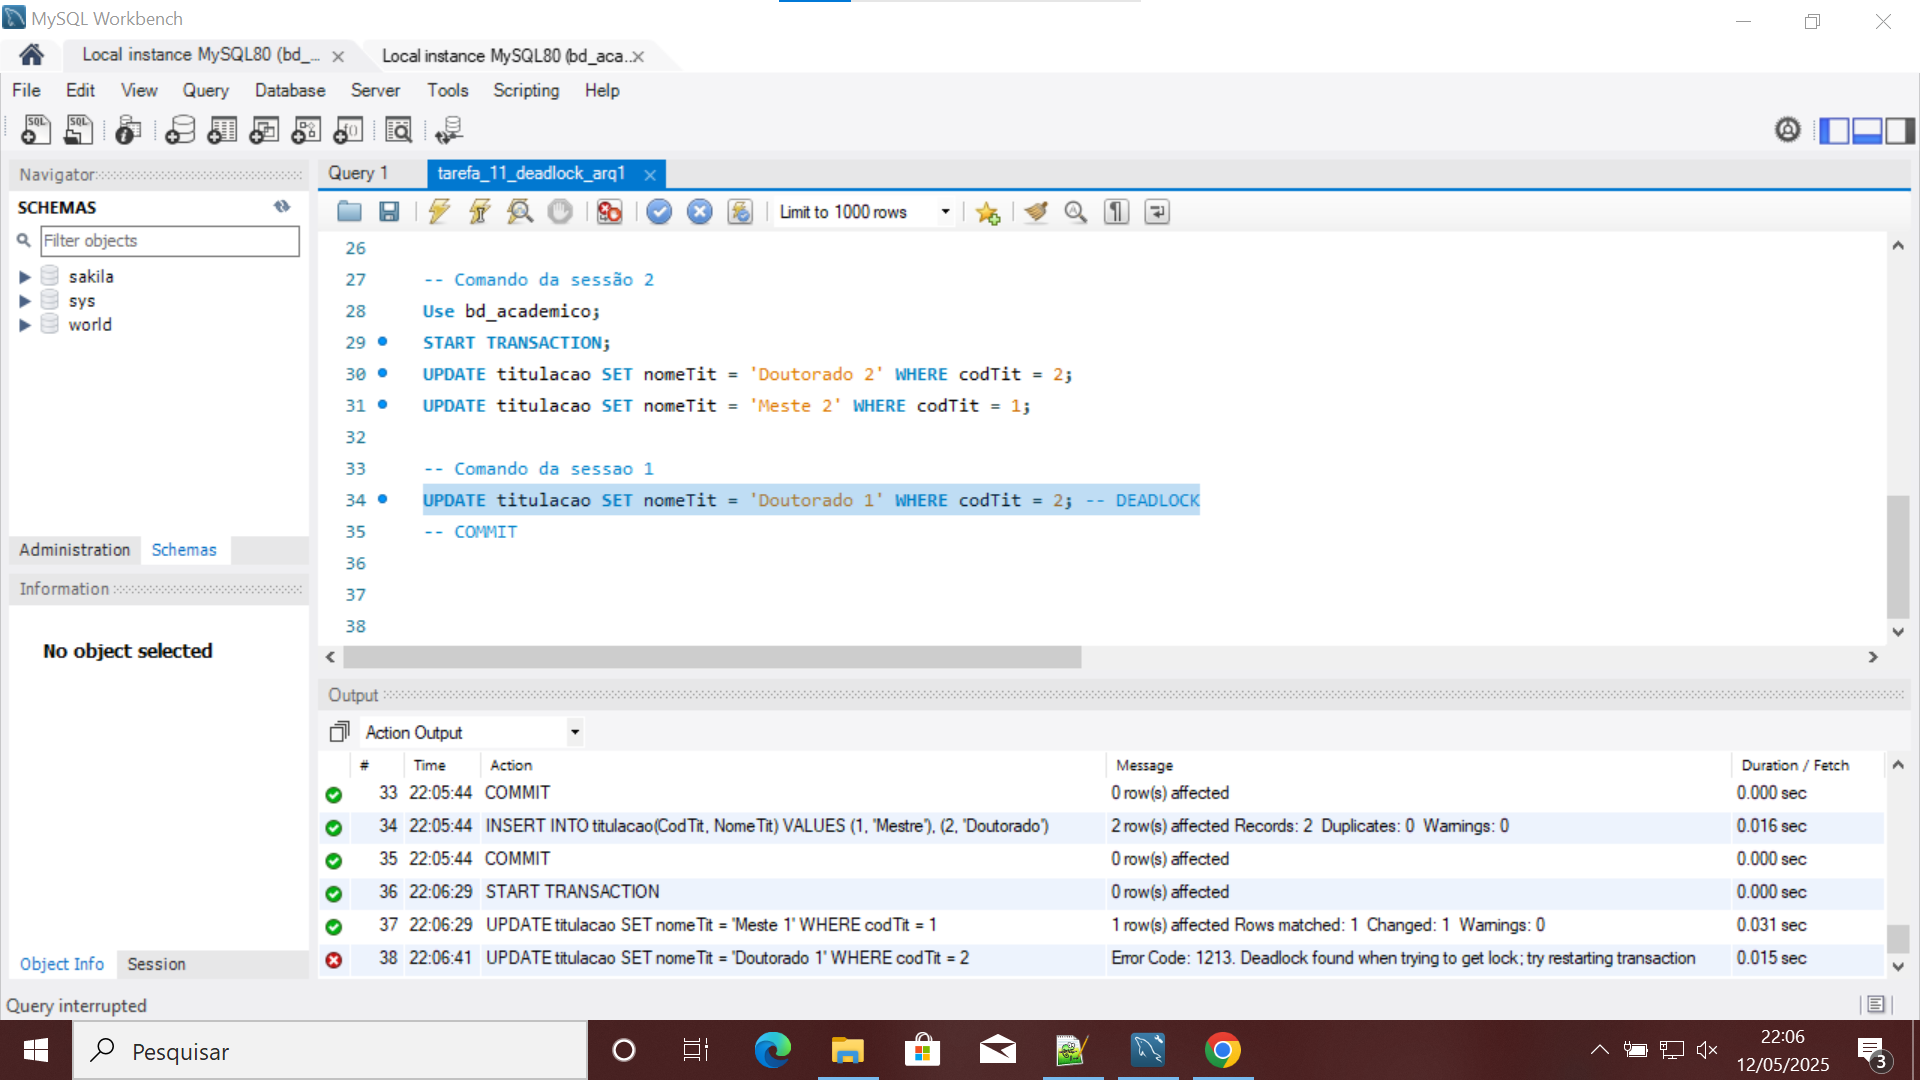 MySQL Workbench
Local instance MySQL80 (bd_...
Local instance MySQL80 (bd_aca...
File Edit View Query Database Server Tools Scripting Help
Navigator
SCHEMAS
Filter objects
sakila
sys
world
Administration Schemas
Information
No object selected
Object Info Session
Query 1
tarefa_11_deadlock_arq1
Limit to 1000 rows
26
27 -- Comando da sessão 2
28 Use bd_academico;
29 START TRANSACTION;
30 UPDATE titulacao SET nomeTit = 'Doutorado 2' WHERE codTit = 2;
31 UPDATE titulacao SET nomeTit = 'Meste 2' WHERE codTit = 1;
32
33 -- Comando da sessao 1
34 UPDATE titulacao SET nomeTit = 'Doutorado 1' WHERE codTit = 2; -- DEADLOCK
35 -- COMMIT
36
37
38
Output
Action Output
# Time Action Message Duration / Fetch
33 22:05:44 COMMIT 0 row(s) affected 0.000 sec
34 22:05:44 INSERT INTO titulacao(CodTit, NomeTit) VALUES (1, 'Mestre'), (2, 'Doutorado') 2 row(s) affected Records: 2 Duplicates: 0 Warnings: 0 0.016 sec
35 22:05:44 COMMIT 0 row(s) affected 0.000 sec
36 22:06:29 START TRANSACTION 0 row(s) affected 0.000 sec
37 22:06:29 UPDATE titulacao SET nomeTit = 'Meste 1' WHERE codTit = 1 1 row(s) affected Rows matched: 1 Changed: 1 Warnings: 0 0.031 sec
38 22:06:41 UPDATE titulacao SET nomeTit = 'Doutorado 1' WHERE codTit = 2 Error Code: 1213. Deadlock found when trying to get lock; try restarting transaction 0.015 sec
Query interrupted
Pesquisar
22:06
12/05/2025
3